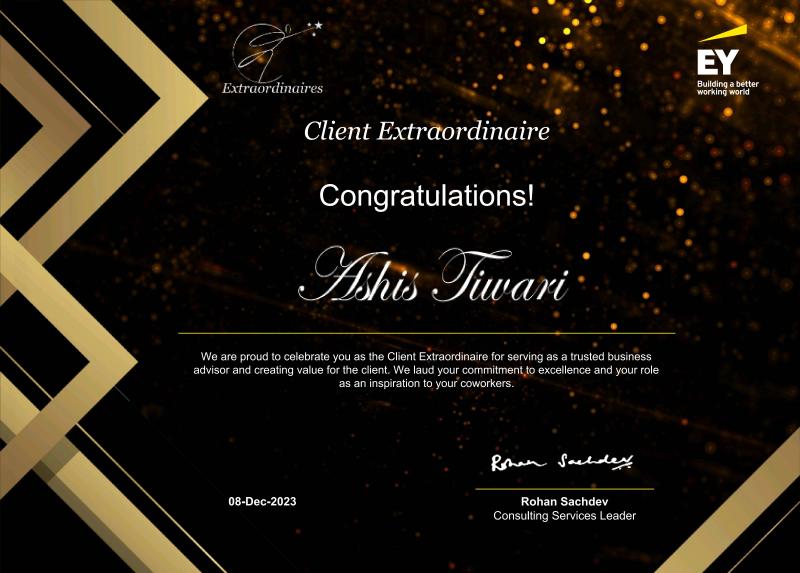 Extraordinaires
EY
Building a better
working world
Client Extraordinaire
Congratulations!
Ashis Tiwari
We are proud to celebrate you as the Client Extraordinaire for serving as a trusted business
advisor and creating value for the client. We laud your commitment to excellence and your role
as an inspiration to your coworkers.
Rohan Sachdev
08-Dec-2023
Rohan Sachdev
Consulting Services Leader